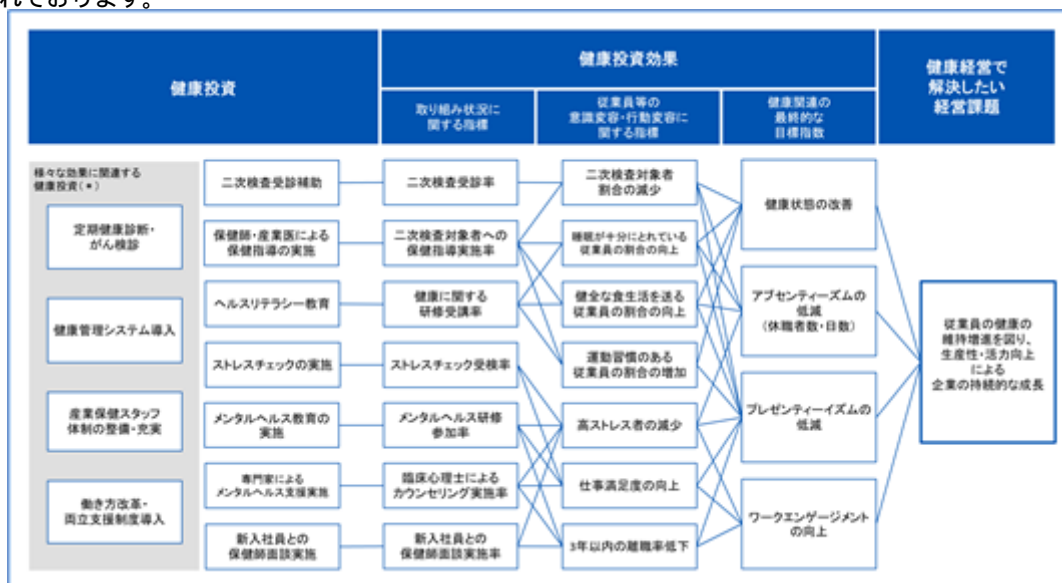 れております。
健康投資
健康投資効果
健康経営で
解決したい
経営課題
取り組み状況に
関する指標
従業員等の
意識変容・行動変容に
関する指標
健康関連の
最終的な
目標指数
様々な効果に関連する
健康投資(*)
定期健康診断・
がん検診
健康管理システム導入
産業保健スタッフ
体制の整備・充実
働き方改革・
両立支援制度導入
二次検査受診補助
保健師・産業医による
保健指導の実施
ヘルスリテラシー教育
ストレスチェックの実施
メンタルヘルス教育の
実施
専門家による
メンタルヘルス支援実施
新入社員との
保健師面談実施
二次検査受診率
二次検査対象者への
保健指導実施率
健康に関する
研修受講率
ストレスチェック受検率
メンタルヘルス研修
参加率
臨床心理士による
カウンセリング実施率
新入社員との
保健師面談実施率
二次検査対象者
割合の減少
睡眠が十分にとれている
従業員の割合の向上
健全な食生活を送る
従業員の割合の向上
運動習慣のある
従業員の割合の増加
高ストレス者の減少
仕事満足度の向上
3年以内の離職率低下
健康状態の改善
アブセンティーズムの
低減
(休職者数・日数)
プレゼンティーイズムの
低減
ワークエンゲージメント
の向上
従業員の健康の
維持増進を図り、
生産性・活力向上
による
企業の持続的な成長